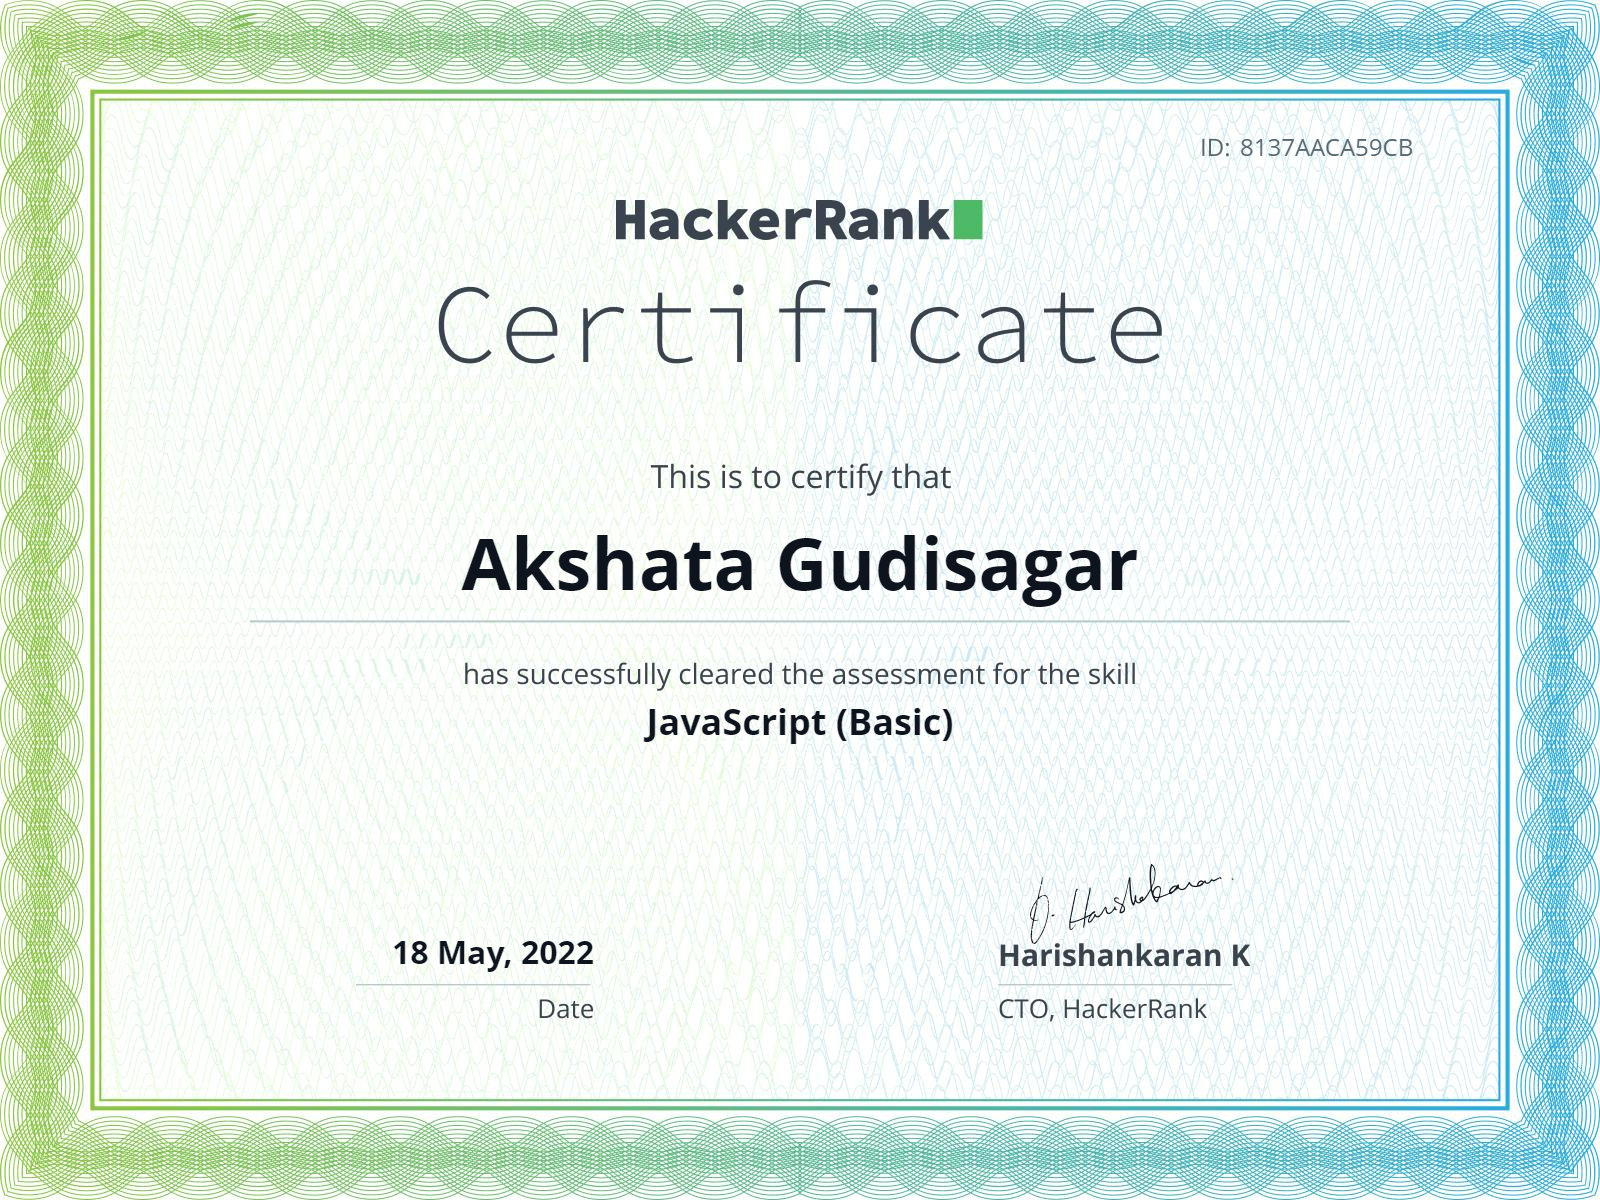 ID: 8137AACA59CB
HackerRank
Certificate
This is to certify that
Akshata Gudisagar
has successfully cleared the assessment for the skill
JavaScript (Basic)
18 May, 2022
Date
Harishankaran K
CTO, HackerRank